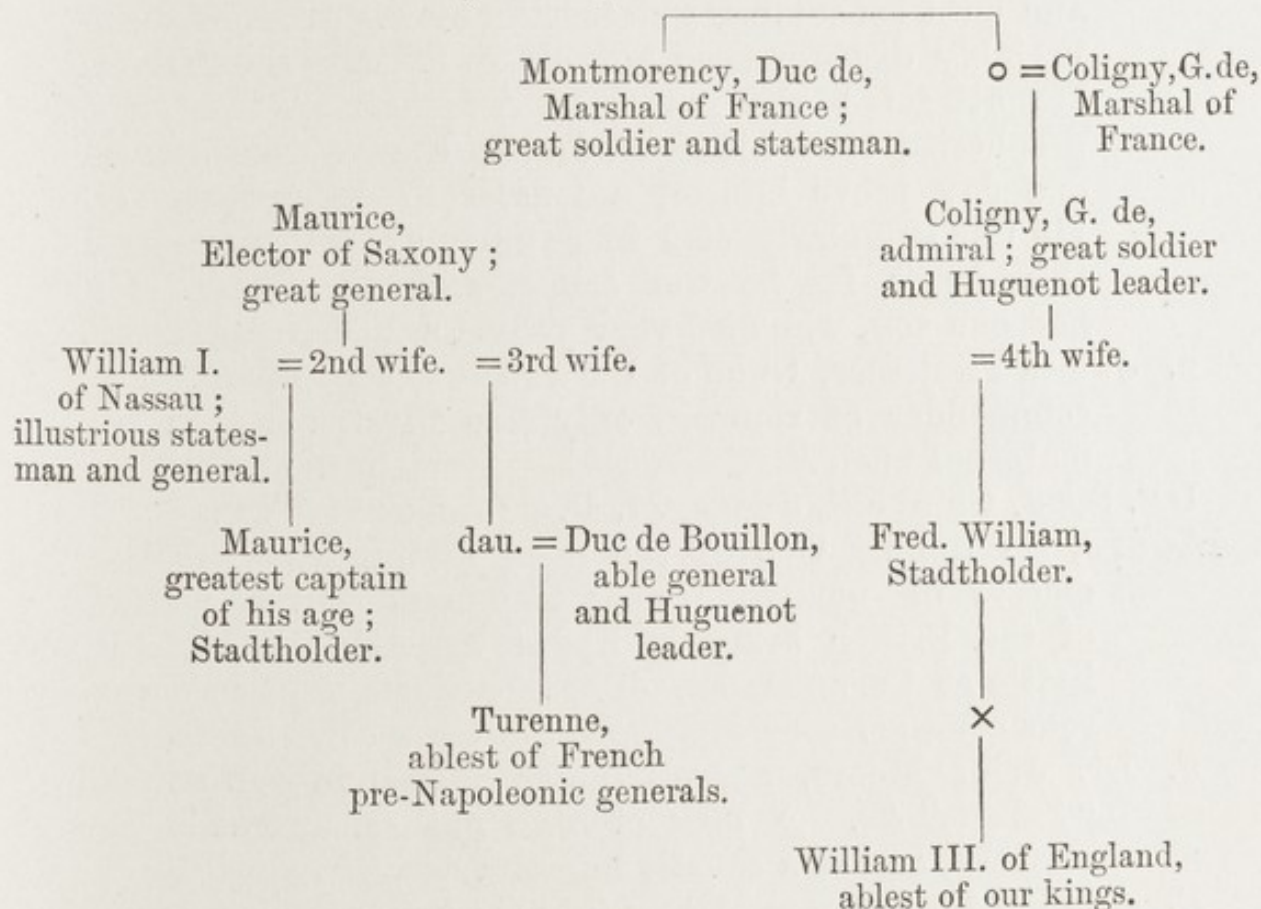 Montmorency, Duc de,
Marshal of France ;
great soldier and statesman.
o = Coligny, G. de,
Marshal of
France.
Maurice,
Elector of Saxony ;
great general.
Coligny, G. de,
admiral ; great soldier
and Huguenot leader.
William I.
of Nassau ;
illustrious states-
man and general.
= 2nd wife.
= 3rd wife.
= 4th wife.
Maurice,
greatest captain
of his age ;
Stadtholder.
dau. = Duc de Bouillon,
able general
and Huguenot
leader.
Fred. William,
Stadtholder.
Turenne,
ablest of French
pre-Napoleonic generals.
×
William III. of England,
ablest of our kings.